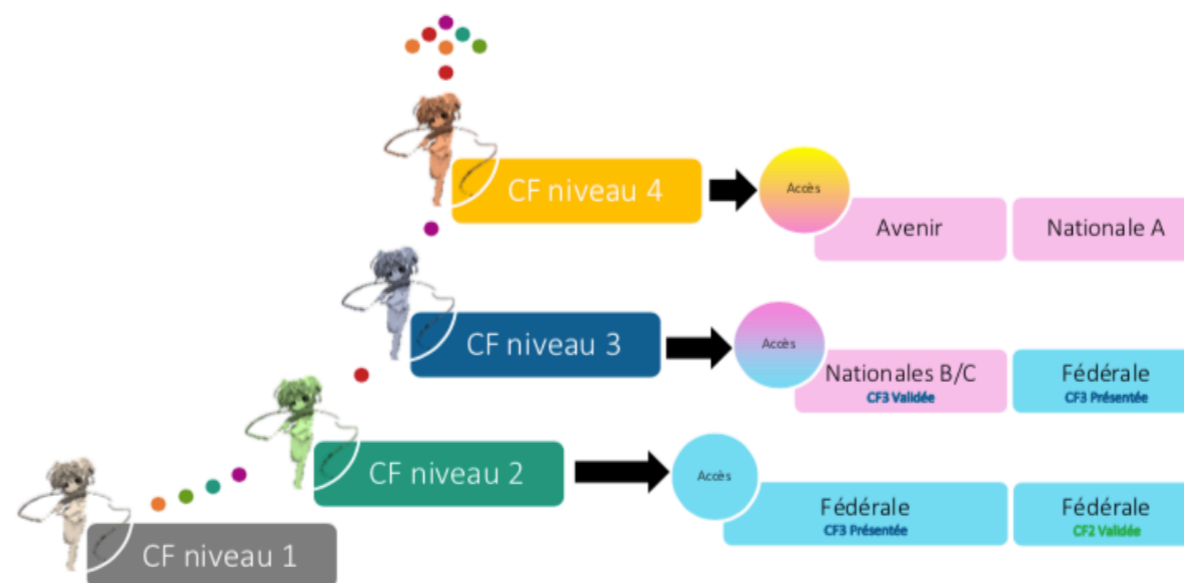 CF niveau 4
Accès
Avenir
Nationale A
CF niveau 3
Accès
Nationales B/C
CF3 Validée
Fédérale
CF3 Présentée
CF niveau 2
Accès
Fédérale
CF3 Présentée
Fédérale
CF2 Validée
CF niveau 1